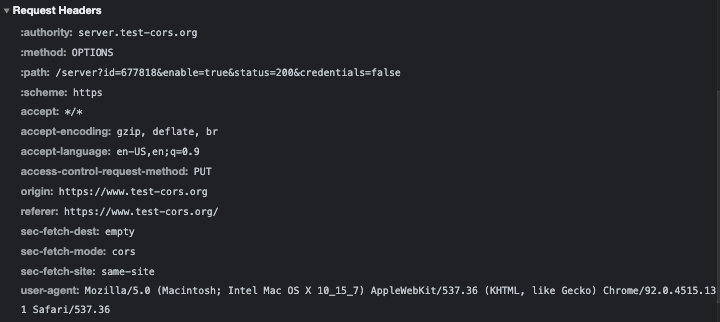 Request Headers
:authority: server.test-cors.org
:method: OPTIONS
:path: /server?id=677818&enable=true&status=200&credentials=false
:scheme: https
accept: */*
accept-encoding: gzip, deflate, br
accept-language: en-US,en;q=0.9
access-control-request-method: PUT
origin: https://www.test-cors.org
referer: https://www.test-cors.org/
sec-fetch-dest: empty
sec-fetch-mode: cors
sec-fetch-site: same-site
user-agent: Mozilla/5.0 (Macintosh; Intel Mac OS X 10_15_7) AppleWebKit/537.36 (KHTML, like Gecko) Chrome/92.0.4515.13
1 Safari/537.36